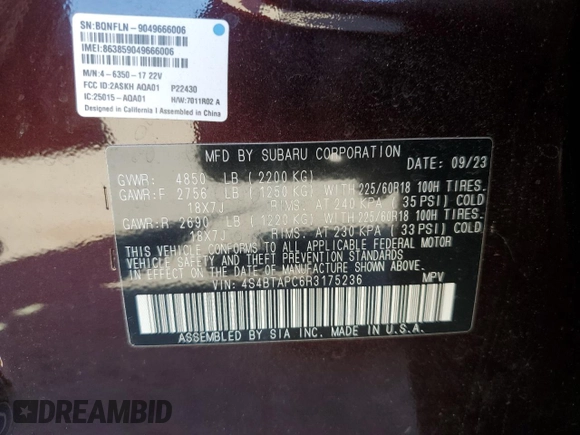 SN:BQNFLN - 9049666006
IMEI:863859049666006
M/N:4-6350-17 22V
FCC ID:2ASKH AQA01 P22430
IC:25015-AQA01 H/W:7011R02 A
Designed in California I Assembled in China
MFD BY SUBARU CORPORATION DATE: 09/23
GVWR: 4850 LB (2200 KG)
GAWR:F 2756 LB (1250 KG) WITH 225/60R18 100H TIRES.
18X7J RIMS. AT 240 KPA (35 PSI) COLD
GAWR:R 2690 LB (1220 KG) WITH 225/60R18 100H TIRES.
18X7J RIMS. AT 230 KPA (33 PSI) COLD
THIS VEHICLE CONFORMS TO ALL APPLICABLE FEDERAL MOTOR
VEHICLE SAFETY AND THEFT PREVENTION STANDARDS
IN EFFECT ON THE DATE OF MANUFACTURE SHOWN ABOVE.
VIN: 4S4BTAPC6R3175236 MPV
ASSEMBLED BY SIA INC. MADE IN U.S.A.
DREAMBID